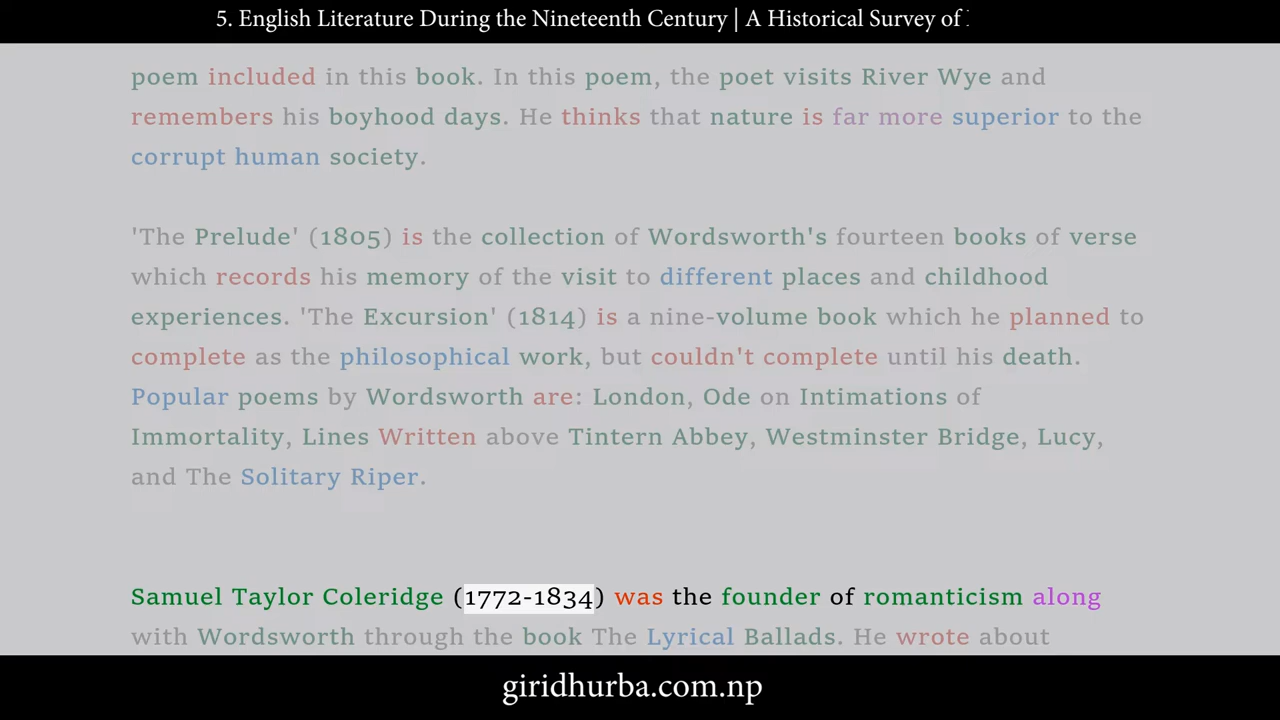 5. English Literature During the Nineteenth Century | A Historical Survey of
poem included in this book. In this poem, the poet visits River Wye and
remembers his boyhood days. He thinks that nature is far more superior to the
corrupt human society.
'The Prelude' (1805) is the collection of Wordsworth's fourteen books of verse
which records his memory of the visit to different places and childhood
experiences. 'The Excursion' (1814) is a nine-volume book which he planned to
complete as the philosophical work, but couldn't complete until his death.
Popular poems by Wordsworth are: London, Ode on Intimations of
Immortality, Lines Written above Tintern Abbey, Westminster Bridge, Lucy,
and The Solitary Riper.
Samuel Taylor Coleridge (1772-1834) was the founder of romanticism along
with Wordsworth through the book The Lyrical Ballads. He wrote about
giridhurba.com.np